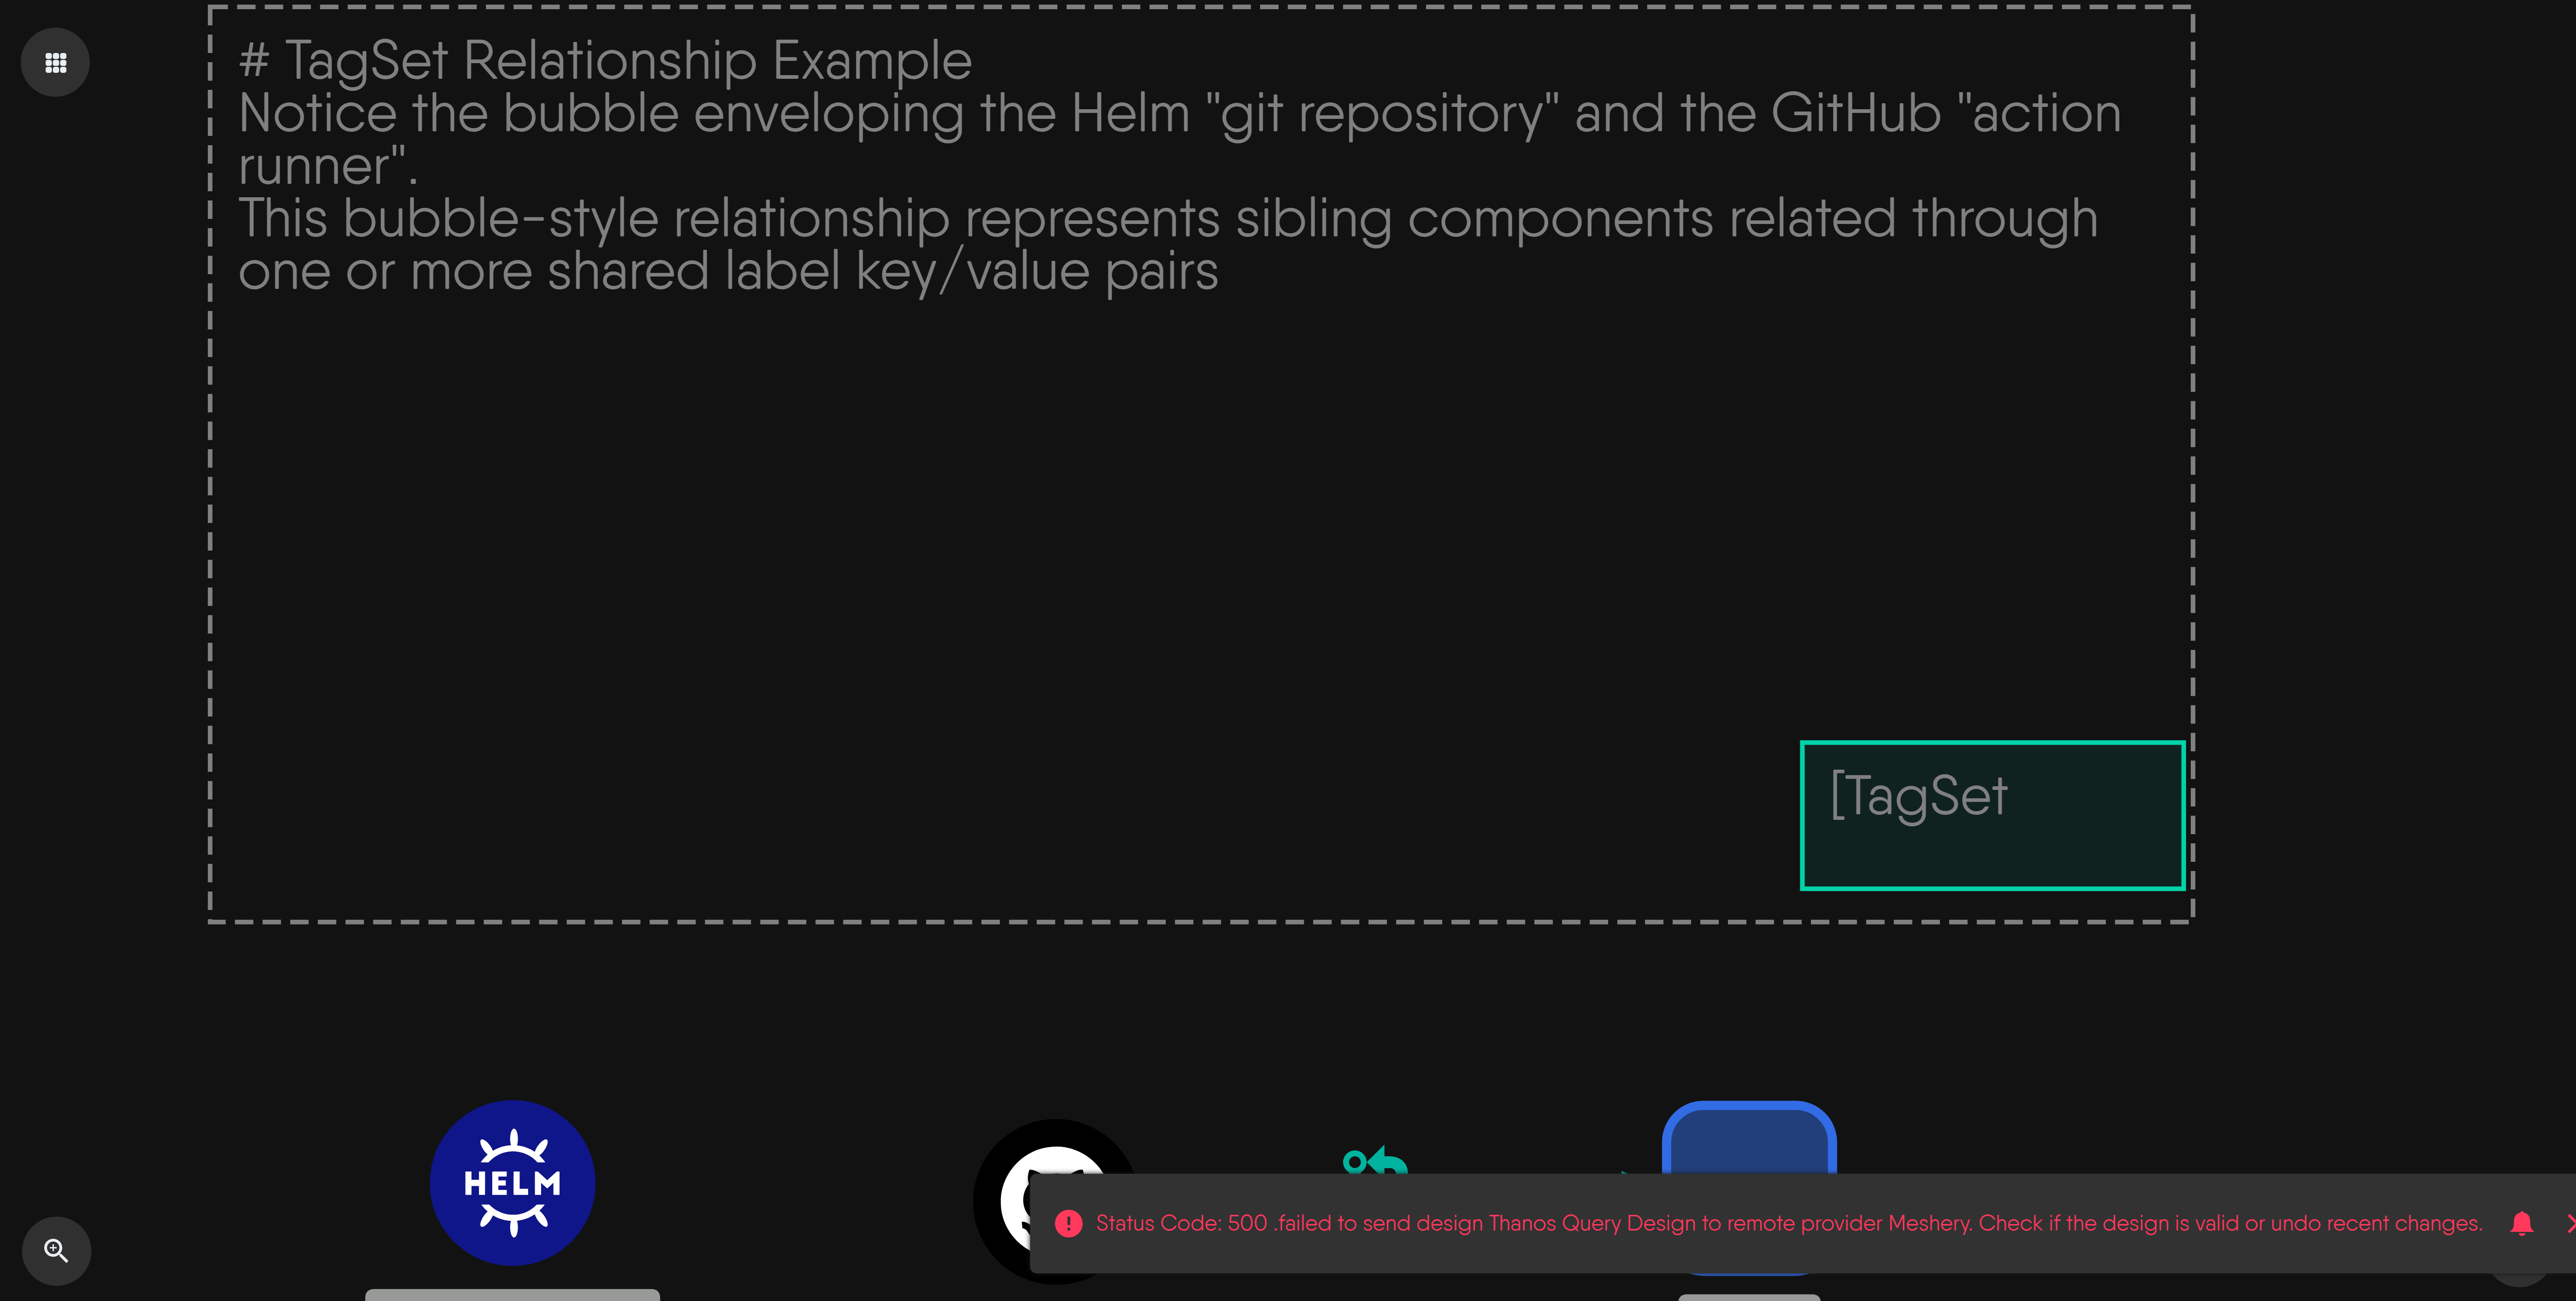 # TagSet Relationship Example
Notice the bubble enveloping the Helm "git repository" and the GitHub "action
runner".
This bubble-style relationship represents sibling components related through
one or more shared label key/value pairs
[TagSet
HELM
Status Code: 500 .failed to send design Thanos Query Design to remote provider Meshery. Check if the design is valid or undo recent changes.